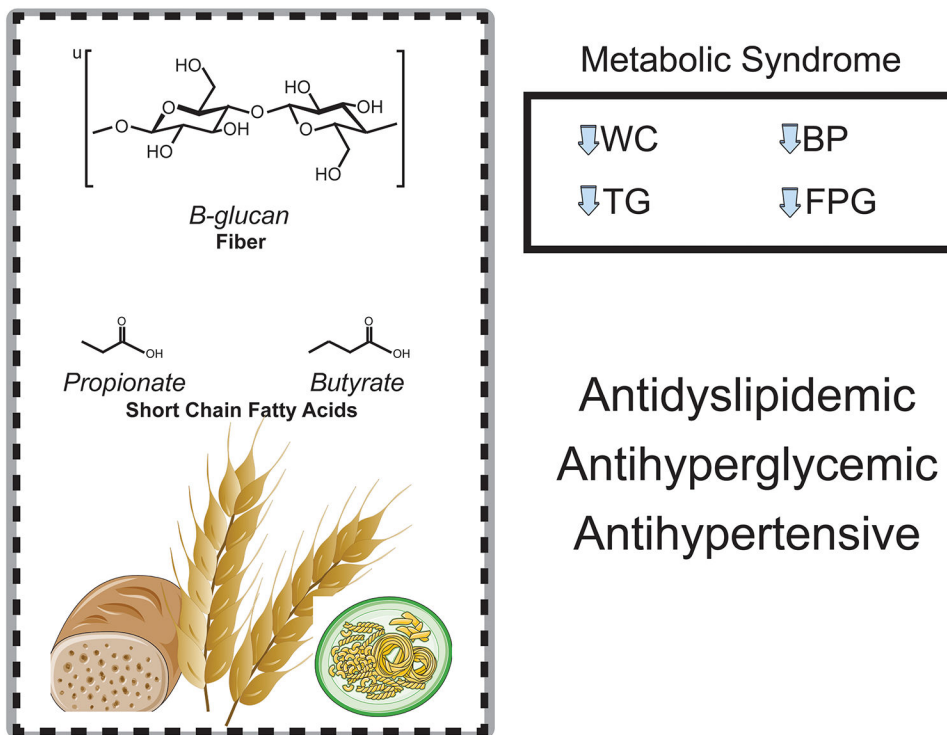 u
HO
O
O
O
HO
OH
HO
HO
O
OH
HO
B-glucan
Fiber
O
OH
Propionate
O
OH
Butyrate
Short Chain Fatty Acids
Metabolic Syndrome
WC
BP
TG
FPG
Antidyslipidemic
Antihyperglycemic
Antihypertensive